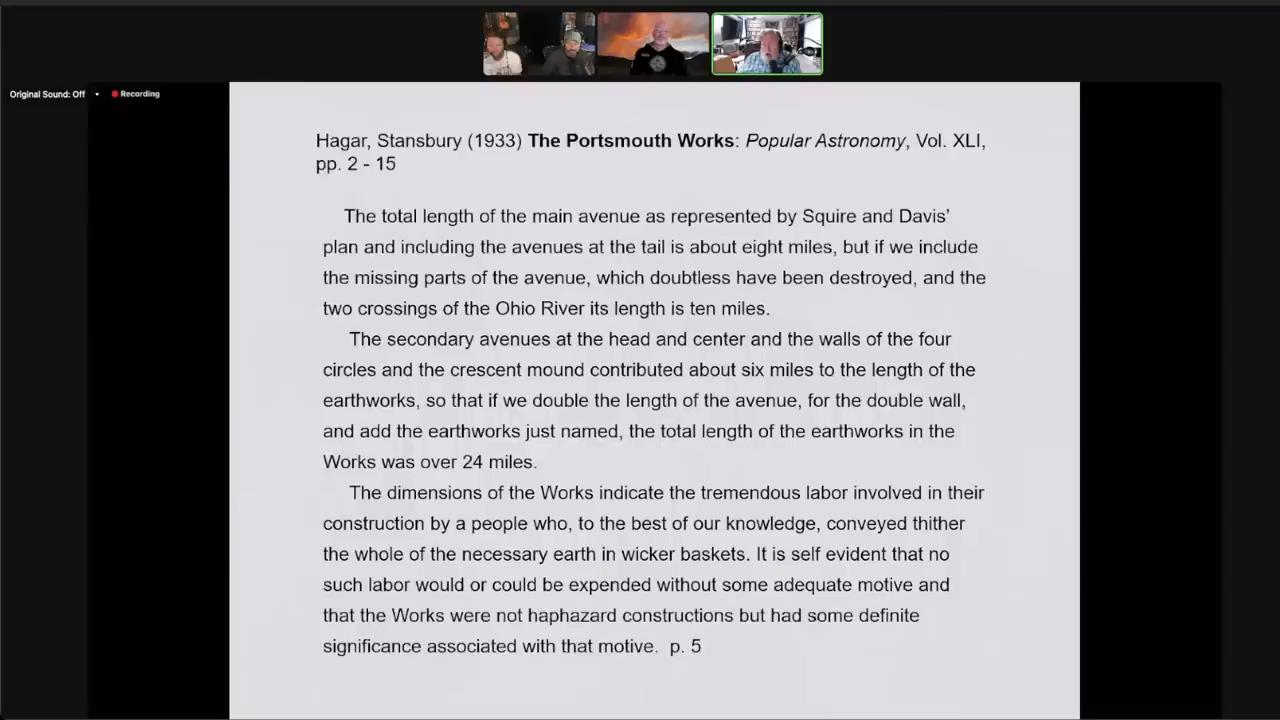 Original Sound: Off
Recording
Hagar, Stansbury (1933) The Portsmouth Works: Popular Astronomy, Vol. XLI,
pp. 2 - 15
The total length of the main avenue as represented by Squire and Davis'
plan and including the avenues at the tail is about eight miles, but if we include
the missing parts of the avenue, which doubtless have been destroyed, and the
two crossings of the Ohio River its length is ten miles.
The secondary avenues at the head and center and the walls of the four
circles and the crescent mound contributed about six miles to the length of the
earthworks, so that if we double the length of the avenue, for the double wall,
and add the earthworks just named, the total length of the earthworks in the
Works was over 24 miles.
The dimensions of the Works indicate the tremendous labor involved in their
construction by a people who, to the best of our knowledge, conveyed thither
the whole of the necessary earth in wicker baskets. It is self evident that no
such labor would or could be expended without some adequate motive and
that the Works were not haphazard constructions but had some definite
significance associated with that motive. p. 5